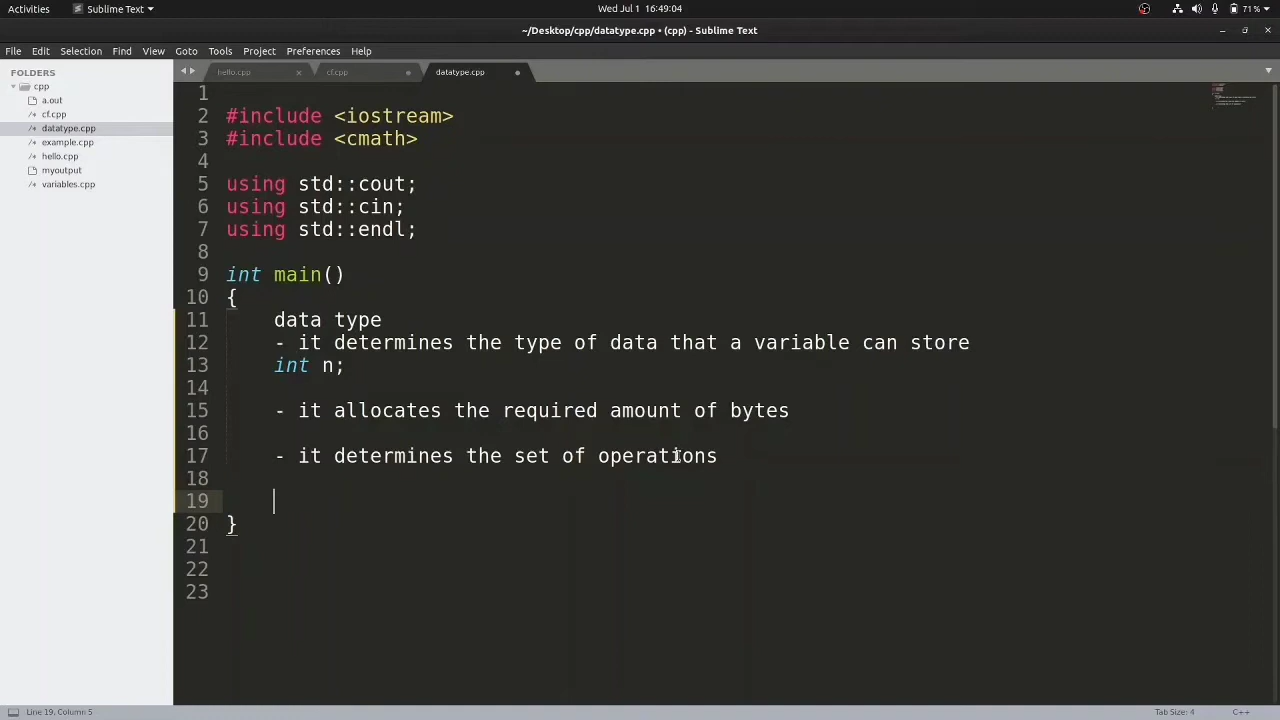 Activities
Sublime Text
Wed Jul 1 16:49:04
71%
~/Desktop/cpp/datatype.cpp • (cpp) - Sublime Text
File Edit Selection Find View Goto Tools Project Preferences Help
FOLDERS
cpp
a.out
cf.cpp
datatype.cpp
example.cpp
hello.cpp
myoutput
variables.cpp
hello.cpp
cf.cpp
datatype.cpp
1
2 #include <iostream>
3 #include <cmath>
4
5 using std::cout;
6 using std::cin;
7 using std::endl;
8
9 int main()
10 {
11 data type
12 - it determines the type of data that a variable can store
13 int n;
14
15 - it allocates the required amount of bytes
16
17 - it determines the set of operations
18
19
20 }
21
22
23
Line 19, Column 5
Tab Size: 4
C++